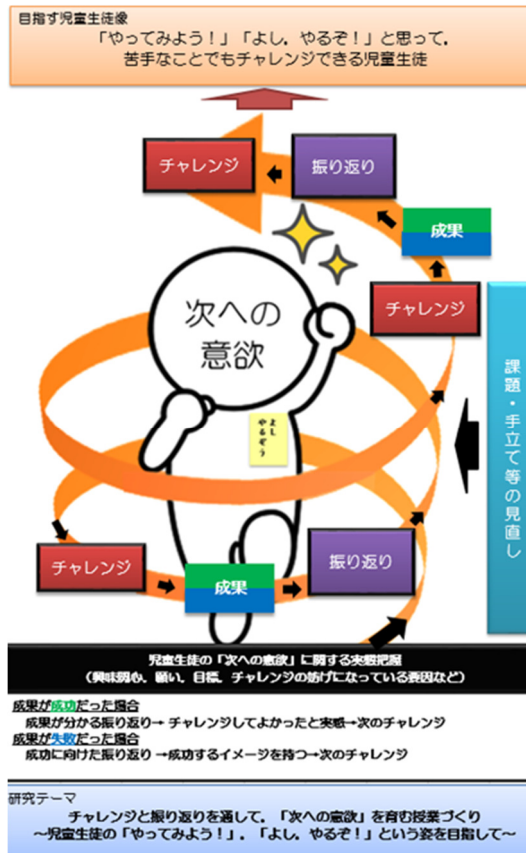 目指す児童生徒像
「やってみよう！」「よし，やるぞ！」と思って，
苦手なことでもチャレンジできる児童生徒
チャレンジ
振り返り
成果
チャレンジ
次への
意欲
よし
やるぞう
課題・手立て等の見直し
チャレンジ
成果
振り返り
児童生徒の「次への意欲」に関する実態把握
（興味関心、願い、目標、チャレンジの妨げになっている要因など）
成果が成功だった場合
成果が分かる振り返り→チャレンジしてよかったと実感→次のチャレンジ
成果が失敗だった場合
成功に向けた振り返り→成功するイメージを持つ→次のチャレンジ
研究テーマ
チャレンジと振り返りを通して，「次への意欲」を育む授業づくり
～児童生徒の「やってみよう！」，「よし，やるぞ！」という姿を目指して～